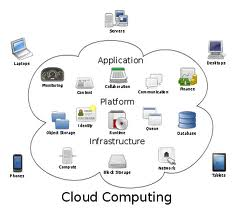 Servers
Laptops
Desktops
Application
Monitoring
Content
Collaboration
Communication
Finance
Platform
Object Storage
Identity
Runtime
Queue
Database
Infrastructure
Compute
Block Storage
Network
Phones
Tablets
Cloud Computing